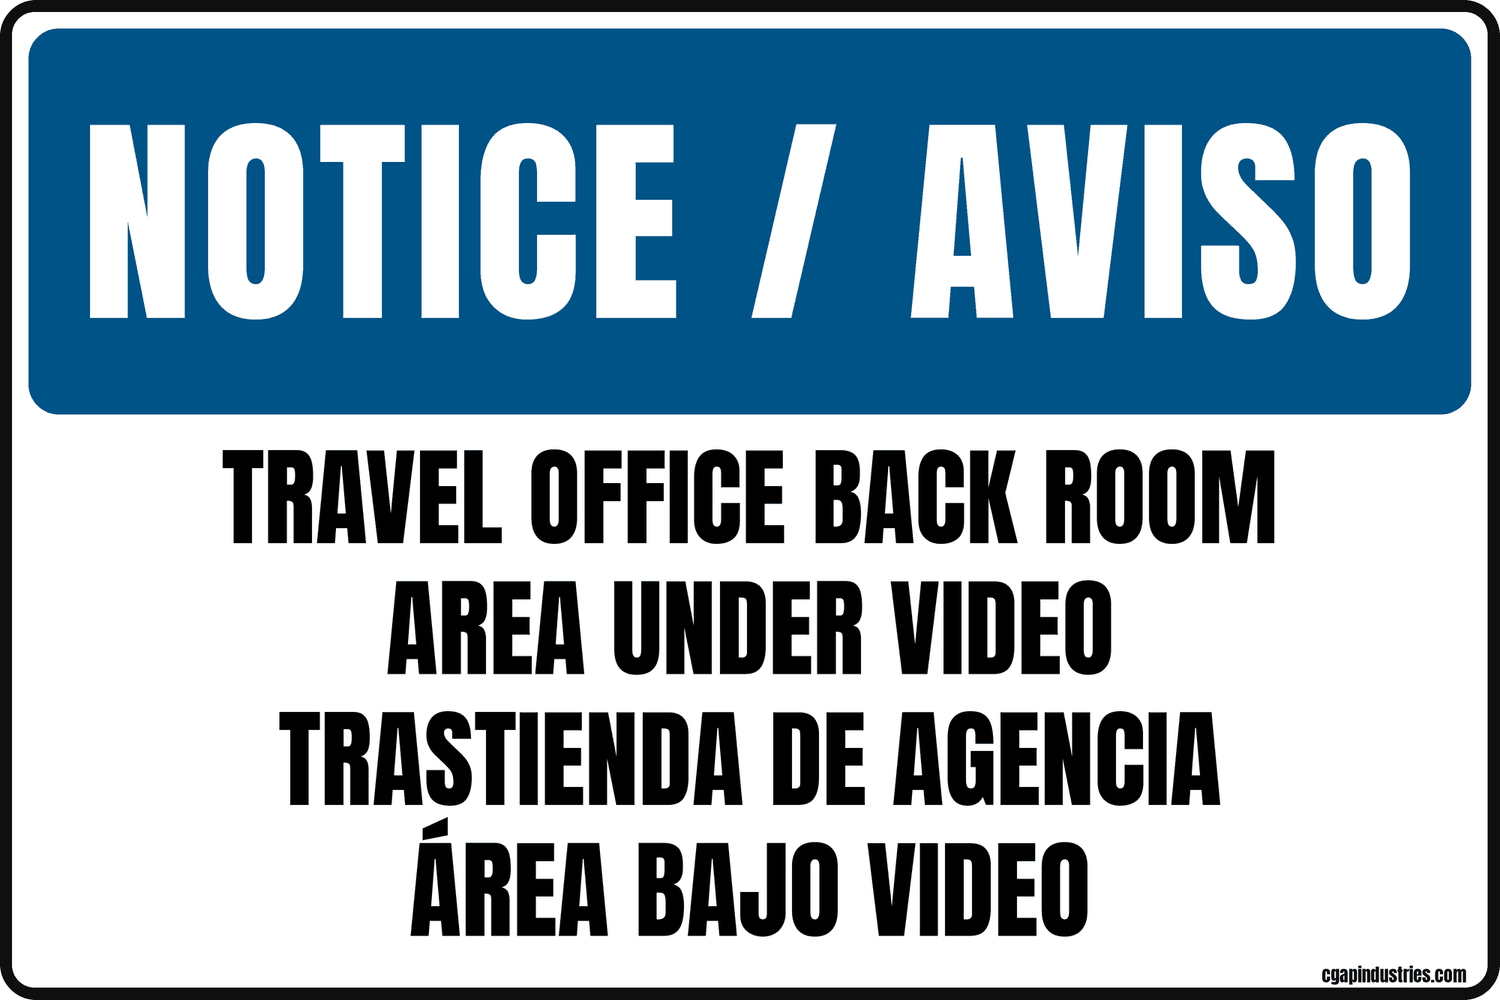 NOTICE / AVISO
TRAVEL OFFICE BACK ROOM
AREA UNDER VIDEO
TRASTIENDA DE AGENCIA
ÁREA BAJO VIDEO
cgapindustries.com